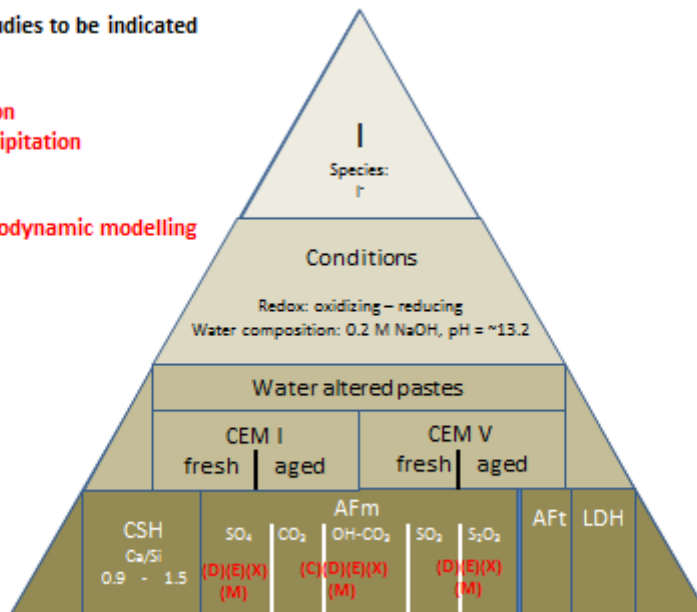 udies to be indicated
on
ipitation
odynamic modelling
I
Species:
I⁻
Conditions
Redox: oxidizing – reducing
Water composition: 0.2 M NaOH, pH = ~13.2
Water altered pastes
CEM I
fresh | aged
CEM V
fresh | aged
CSH
Ca/Si
0.9 - 1.5
AFm
SO₄ CO₃ OH-CO₃ SO₃ S₂O₃
(D)(E)(X) (C)(D)(E)(X) (D)(E)(X)
(M) (M) (M)
AFt LDH